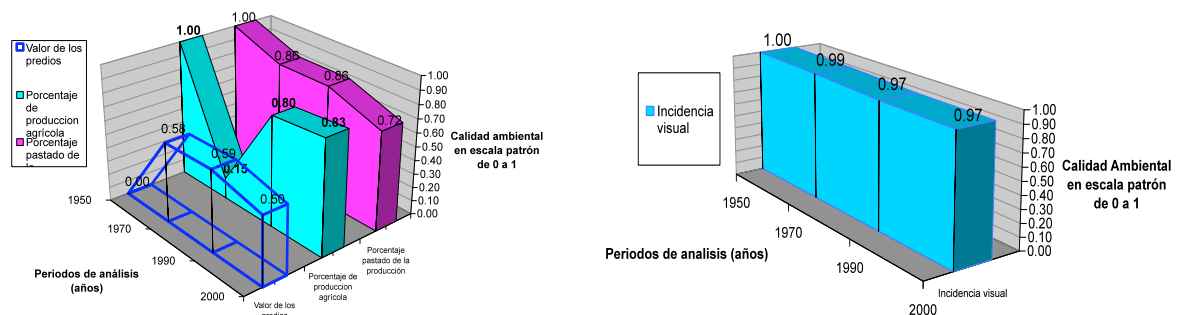 Valor de los
predios
Porcentaje
de
produccion
agrícola
Porcentaje
pastado de
1.00
1.00
0.86
0.86
0.73
0.80
0.83
0.58
0.59
0.15
0.00
0.50
1.00
0.90
0.80
0.70
0.60
0.50
0.40
0.30
0.20
0.10
0.00
Calidad ambiental
en escala patrón
de 0 a 1
1950
1970
1990
2000
Periodos de análisis
(años)
Valor de los
predios
Porcentaje de
produccion
agrícola
Porcentaje
pastado de la
producción
Incidencia
visual
1.00
0.99
0.97
0.97
1.00
0.90
0.80
0.70
0.60
0.50
0.40
0.30
0.20
0.10
0.00
Calidad Ambiental
en escala patrón
de 0 a 1
1950
1970
1990
2000
Periodos de analisis (años)
Incidencia visual